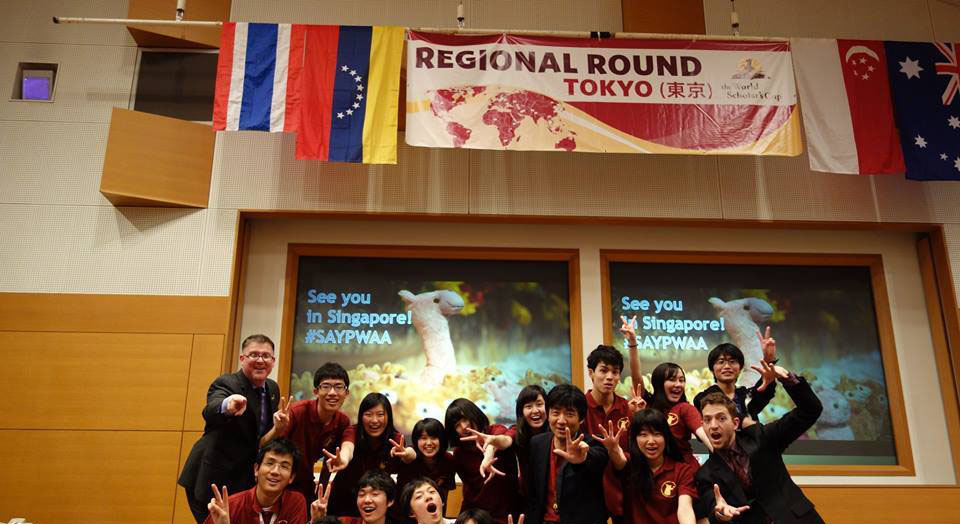 REGIONAL ROUND
TOKYO (東京)
the World
Scholar's Cup
See you
in Singapore!
#SAYPWAA
See you
in Singapore!
#SAYPWAA